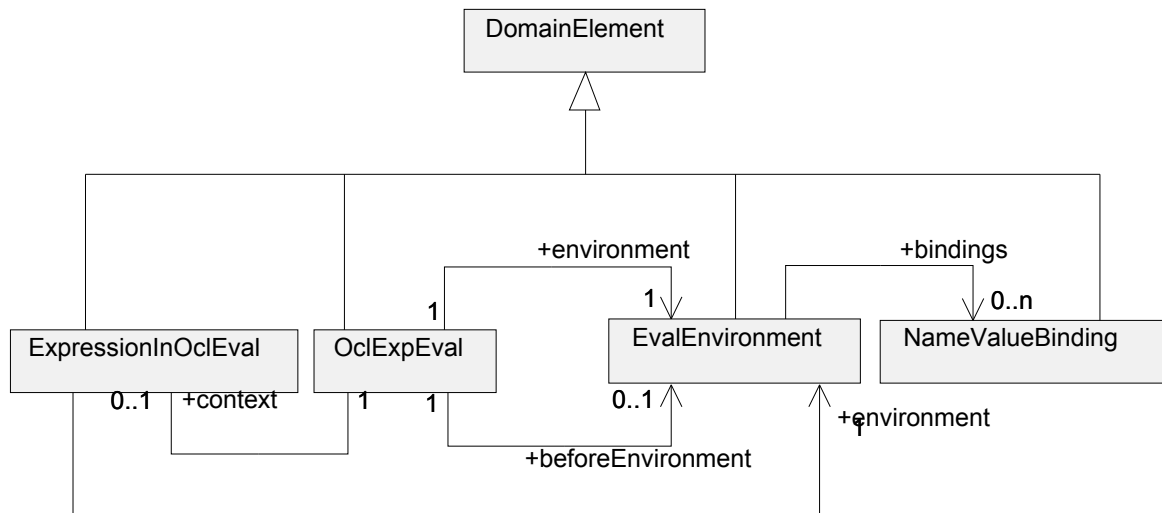 DomainElement
+environment
+bindings
1
1
0..n
ExpressionInOclEval
OclExpEval
EvalEnvironment
NameValueBinding
0..1
+context
1
1
0..1
+environment
1
+beforeEnvironment